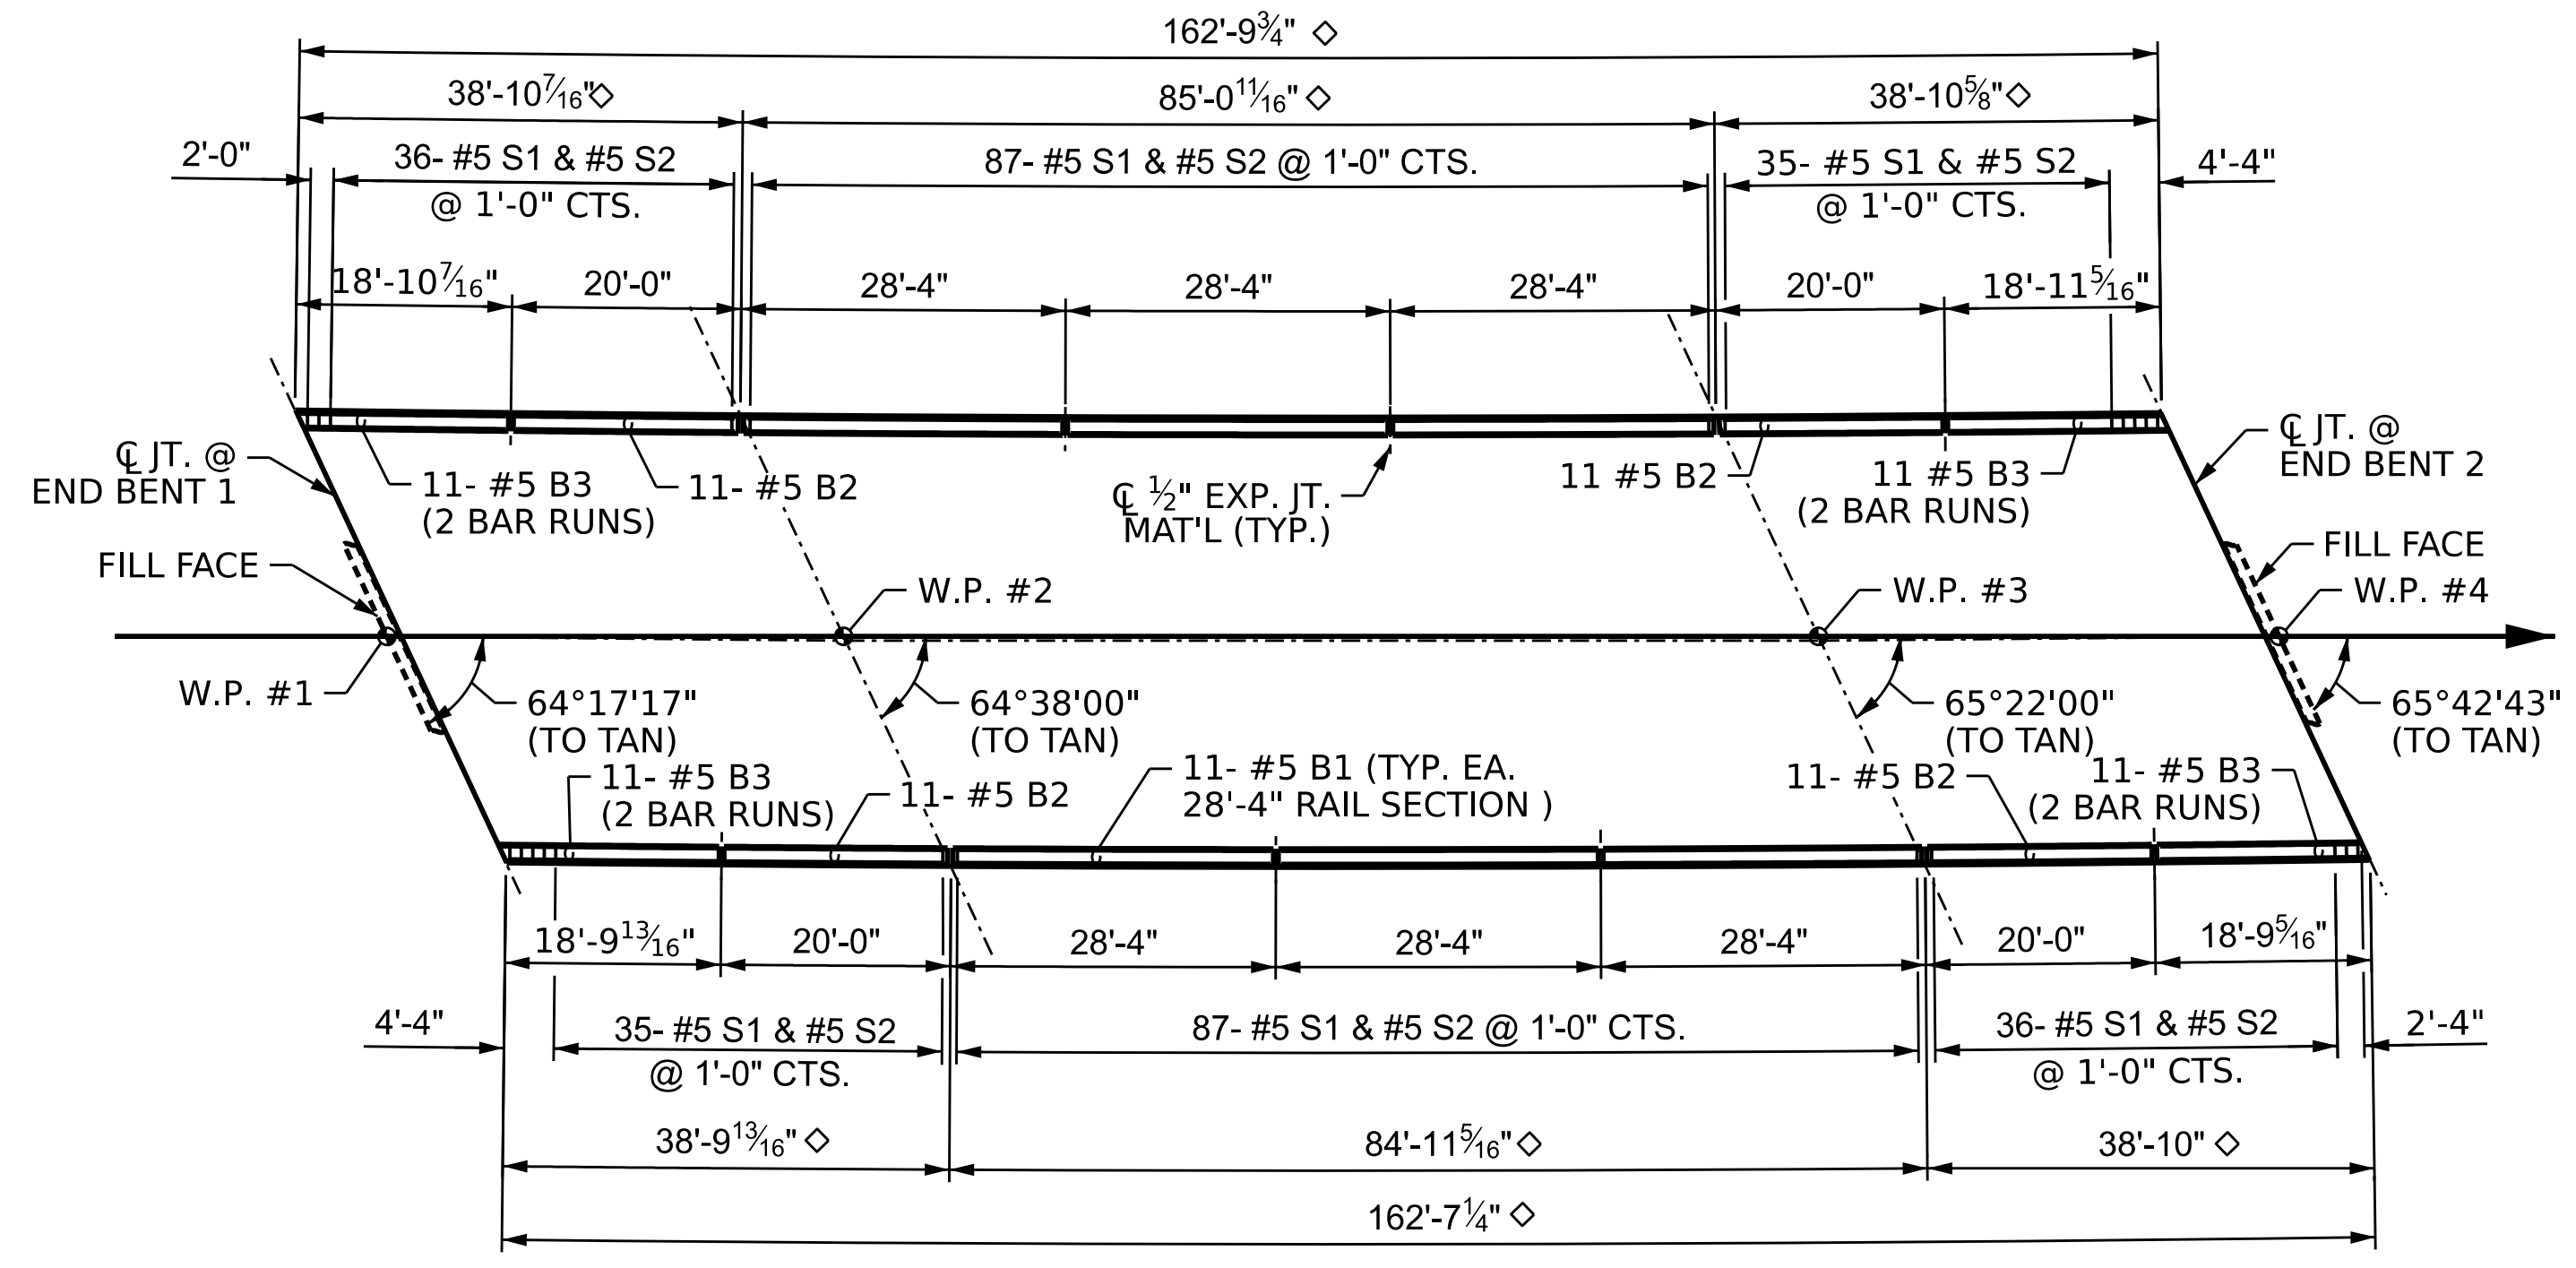 162'-9¾" ◇
38'-10⁷⁄₁₆"◇ 85'-0¹¹⁄₁₆" ◇ 38'-10⅝"◇
2'-0" 36- #5 S1 & #5 S2 87- #5 S1 & #5 S2 @ 1'-0" CTS. 35- #5 S1 & #5 S2 4'-4"
@ 1'-0" CTS. @ 1'-0" CTS.
18'-10⁷⁄₁₆" 20'-0" 28'-4" 28'-4" 28'-4" 20'-0" 18'-11⁵⁄₁₆"
℄ JT. @
END BENT 1
11- #5 B3
(2 BAR RUNS)
11- #5 B2
℄ ½" EXP. JT.
MAT'L (TYP.)
11 #5 B2
11 #5 B3
(2 BAR RUNS)
℄ JT. @
END BENT 2
FILL FACE
W.P. #2
W.P. #3
FILL FACE
W.P. #4
W.P. #1
64°17'17"
(TO TAN)
64°38'00"
(TO TAN)
65°22'00"
(TO TAN)
65°42'43"
(TO TAN)
11- #5 B3
(2 BAR RUNS)
11- #5 B2
11- #5 B1 (TYP. EA.
28'-4" RAIL SECTION )
11- #5 B2
11- #5 B3
(2 BAR RUNS)
18'-9¹³⁄₁₆" 20'-0" 28'-4" 28'-4" 28'-4" 20'-0" 18'-9⁵⁄₁₆"
4'-4" 35- #5 S1 & #5 S2 87- #5 S1 & #5 S2 @ 1'-0" CTS. 36- #5 S1 & #5 S2 2'-4"
@ 1'-0" CTS. @ 1'-0" CTS.
38'-9¹³⁄₁₆" ◇ 84'-11⁵⁄₁₆" ◇ 38'-10" ◇
162'-7¼" ◇